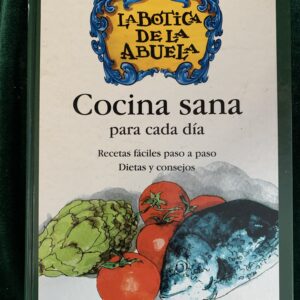 LA BOTICA
DE LA
ABUELA
Cocina sana
para cada día
Recetas fáciles paso a paso
Dietas y consejos